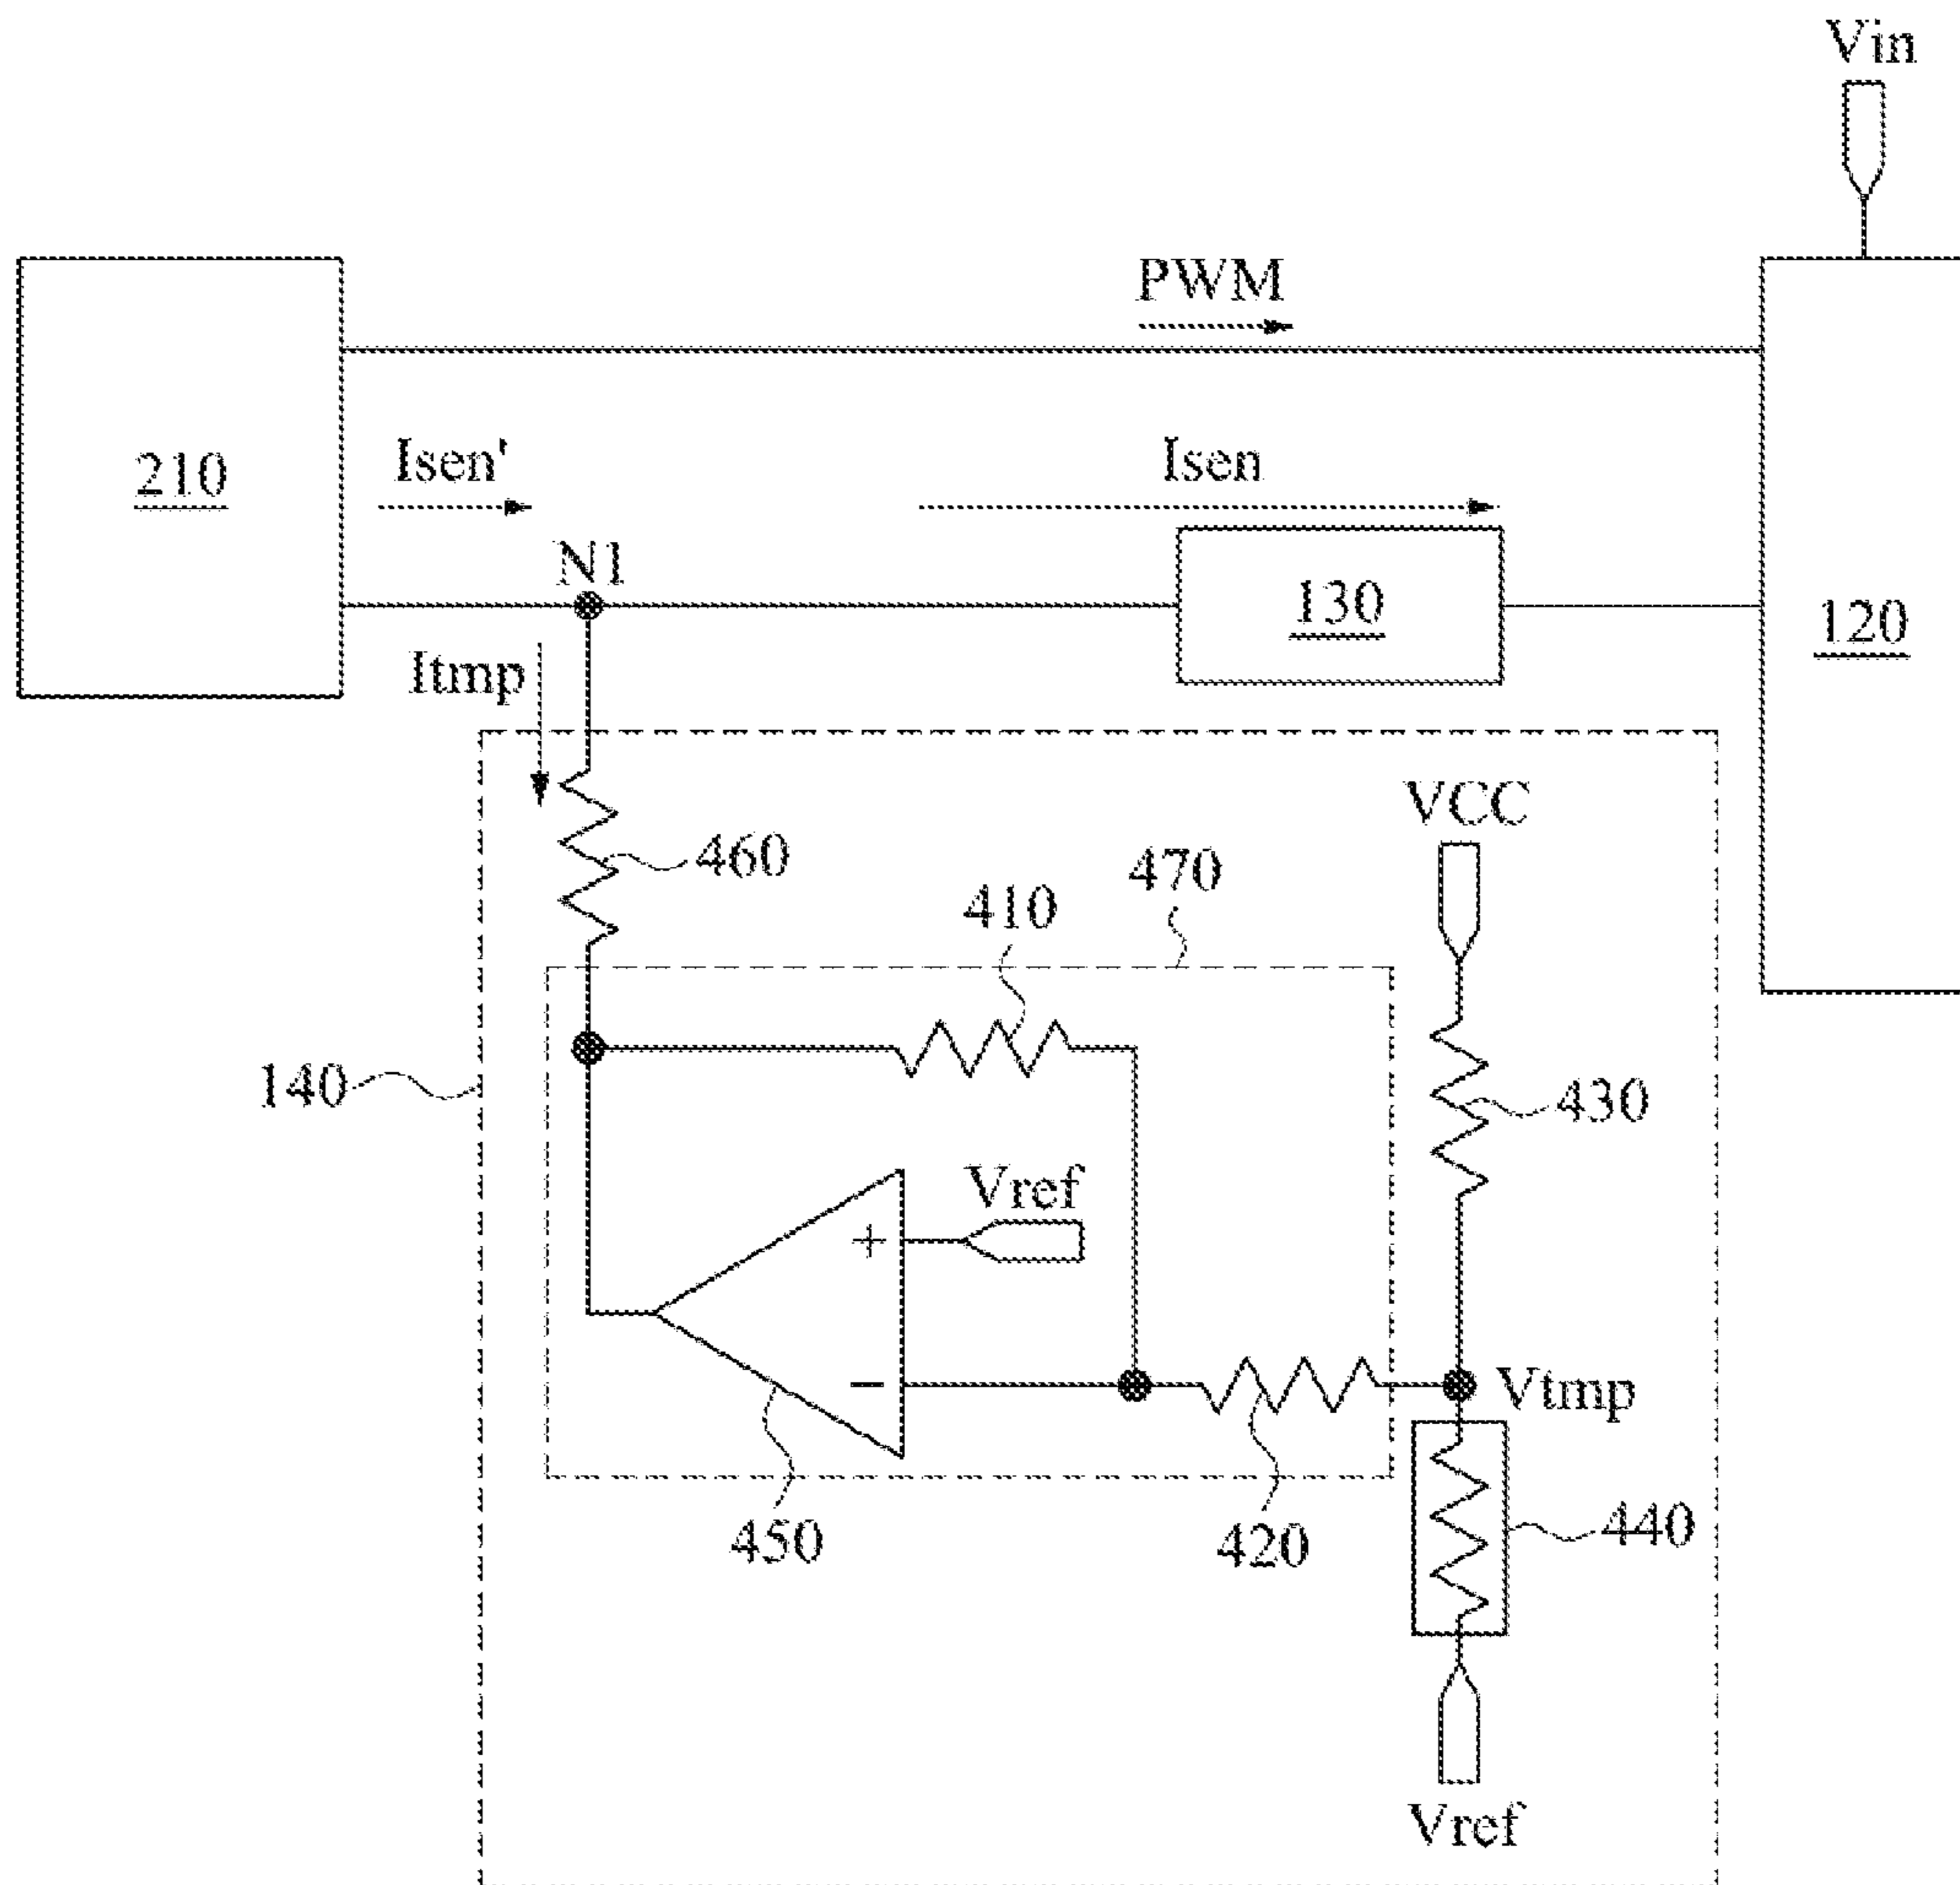 Vin
PWM
210
Isen'
Isen
N1
130
120
Itmp
VCC
460
470
410
140
430
Vref
+
−
Vtmp
450
420
440
Vref